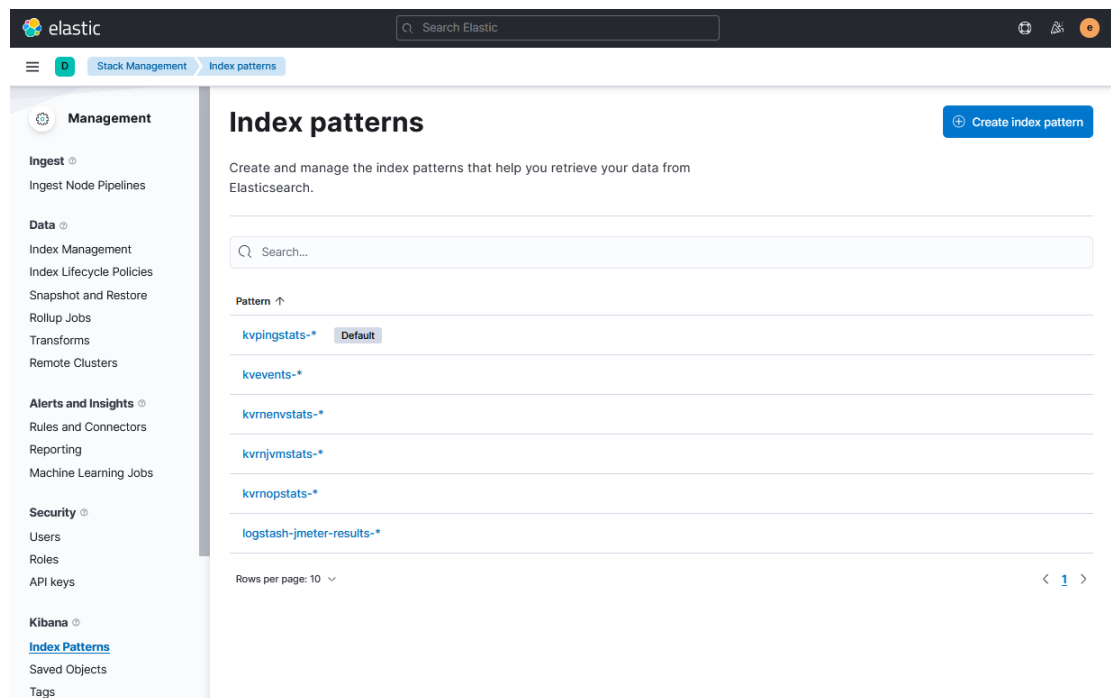 elastic
Search Elastic
e
D
Stack Management
Index patterns
Management
Ingest
Ingest Node Pipelines
Data
Index Management
Index Lifecycle Policies
Snapshot and Restore
Rollup Jobs
Transforms
Remote Clusters
Alerts and Insights
Rules and Connectors
Reporting
Machine Learning Jobs
Security
Users
Roles
API keys
Kibana
Index Patterns
Saved Objects
Tags
Index patterns
Create index pattern
Create and manage the index patterns that help you retrieve your data from
Elasticsearch.
Search...
Pattern
kvpingstats-* Default
kvevents-*
kvrnenvstats-*
kvrnjvmstats-*
kvrnopstats-*
logstash-jmeter-results-*
Rows per page: 10
1